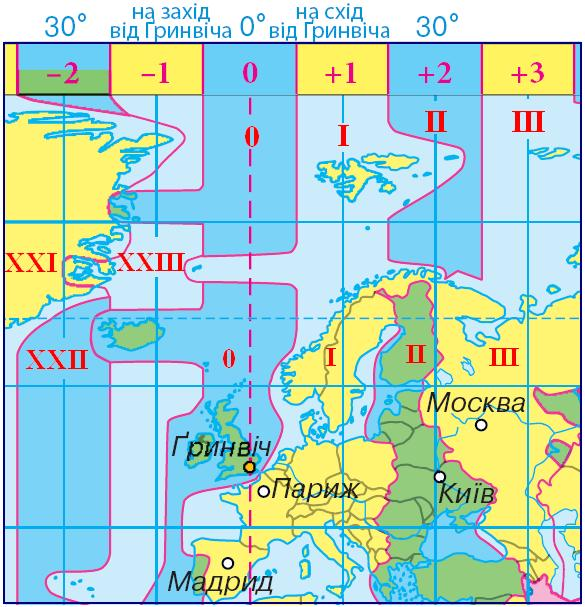 30° на захід від Ґринвіча 0° на схід від Ґринвіча 30°
–2 –1 0 +1 +2 +3
0 I II III
XXI XXIII
XXII 0 I II III
Москва
Ґринвіч
Париж
Київ
Мадрид